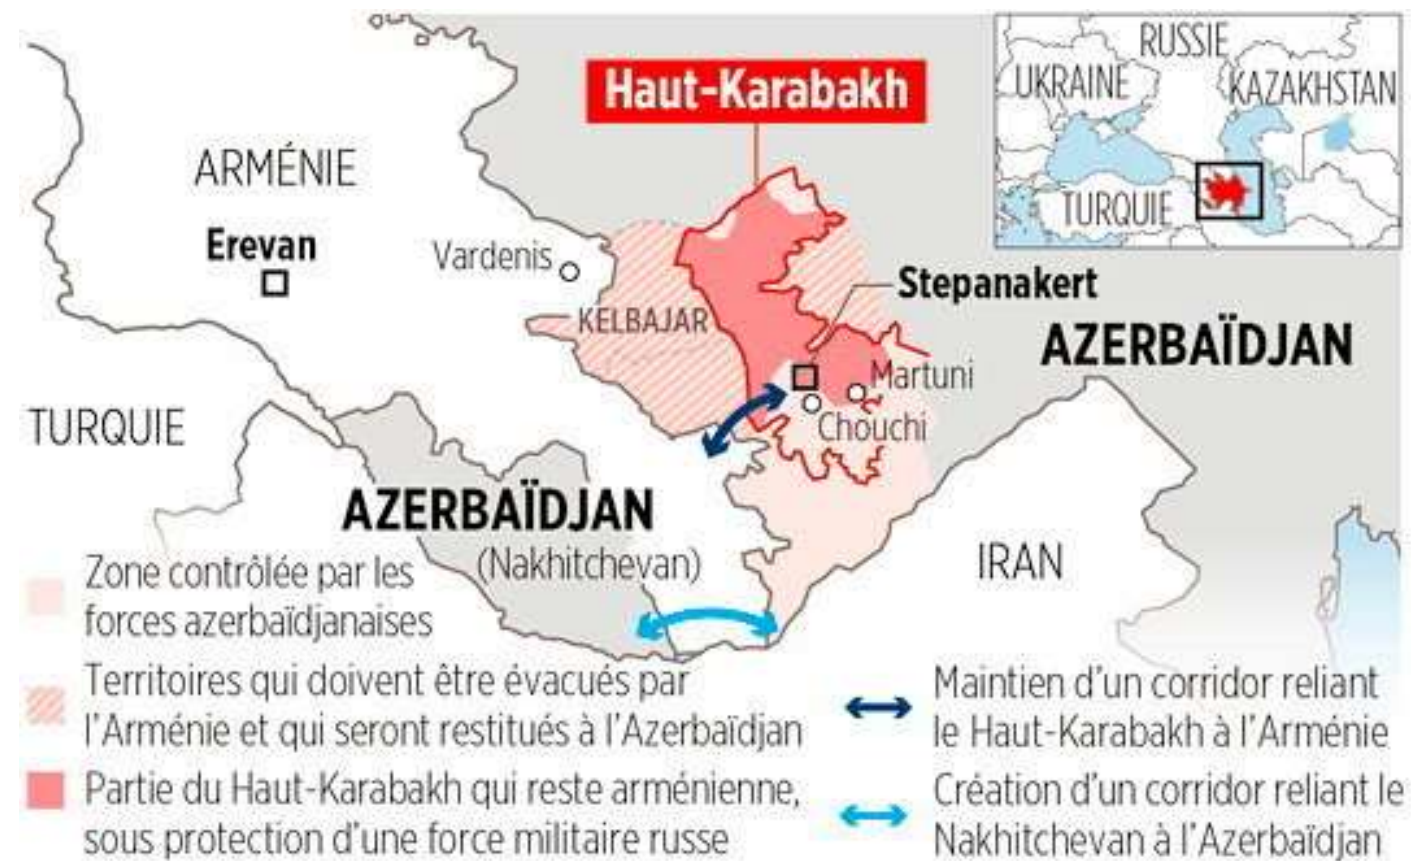 Haut-Karabakh
RUSSIE
UKRAINE
KAZAKHSTAN
TURQUIE
ARMÉNIE
Erevan
Vardenis
Stepanakert
KELBAJAR
AZERBAÏDJAN
Martuni
Chouchi
TURQUIE
AZERBAÏDJAN
(Nakhitchevan)
IRAN
Zone contrôlée par les
forces azerbaïdjanaises
Territoires qui doivent être évacués par
l'Arménie et qui seront restitués à l'Azerbaïdjan
Partie du Haut-Karabakh qui reste arménienne,
sous protection d'une force militaire russe
Maintien d'un corridor reliant
le Haut-Karabakh à l'Arménie
Création d'un corridor reliant le
Nakhitchevan à l'Azerbaïdjan